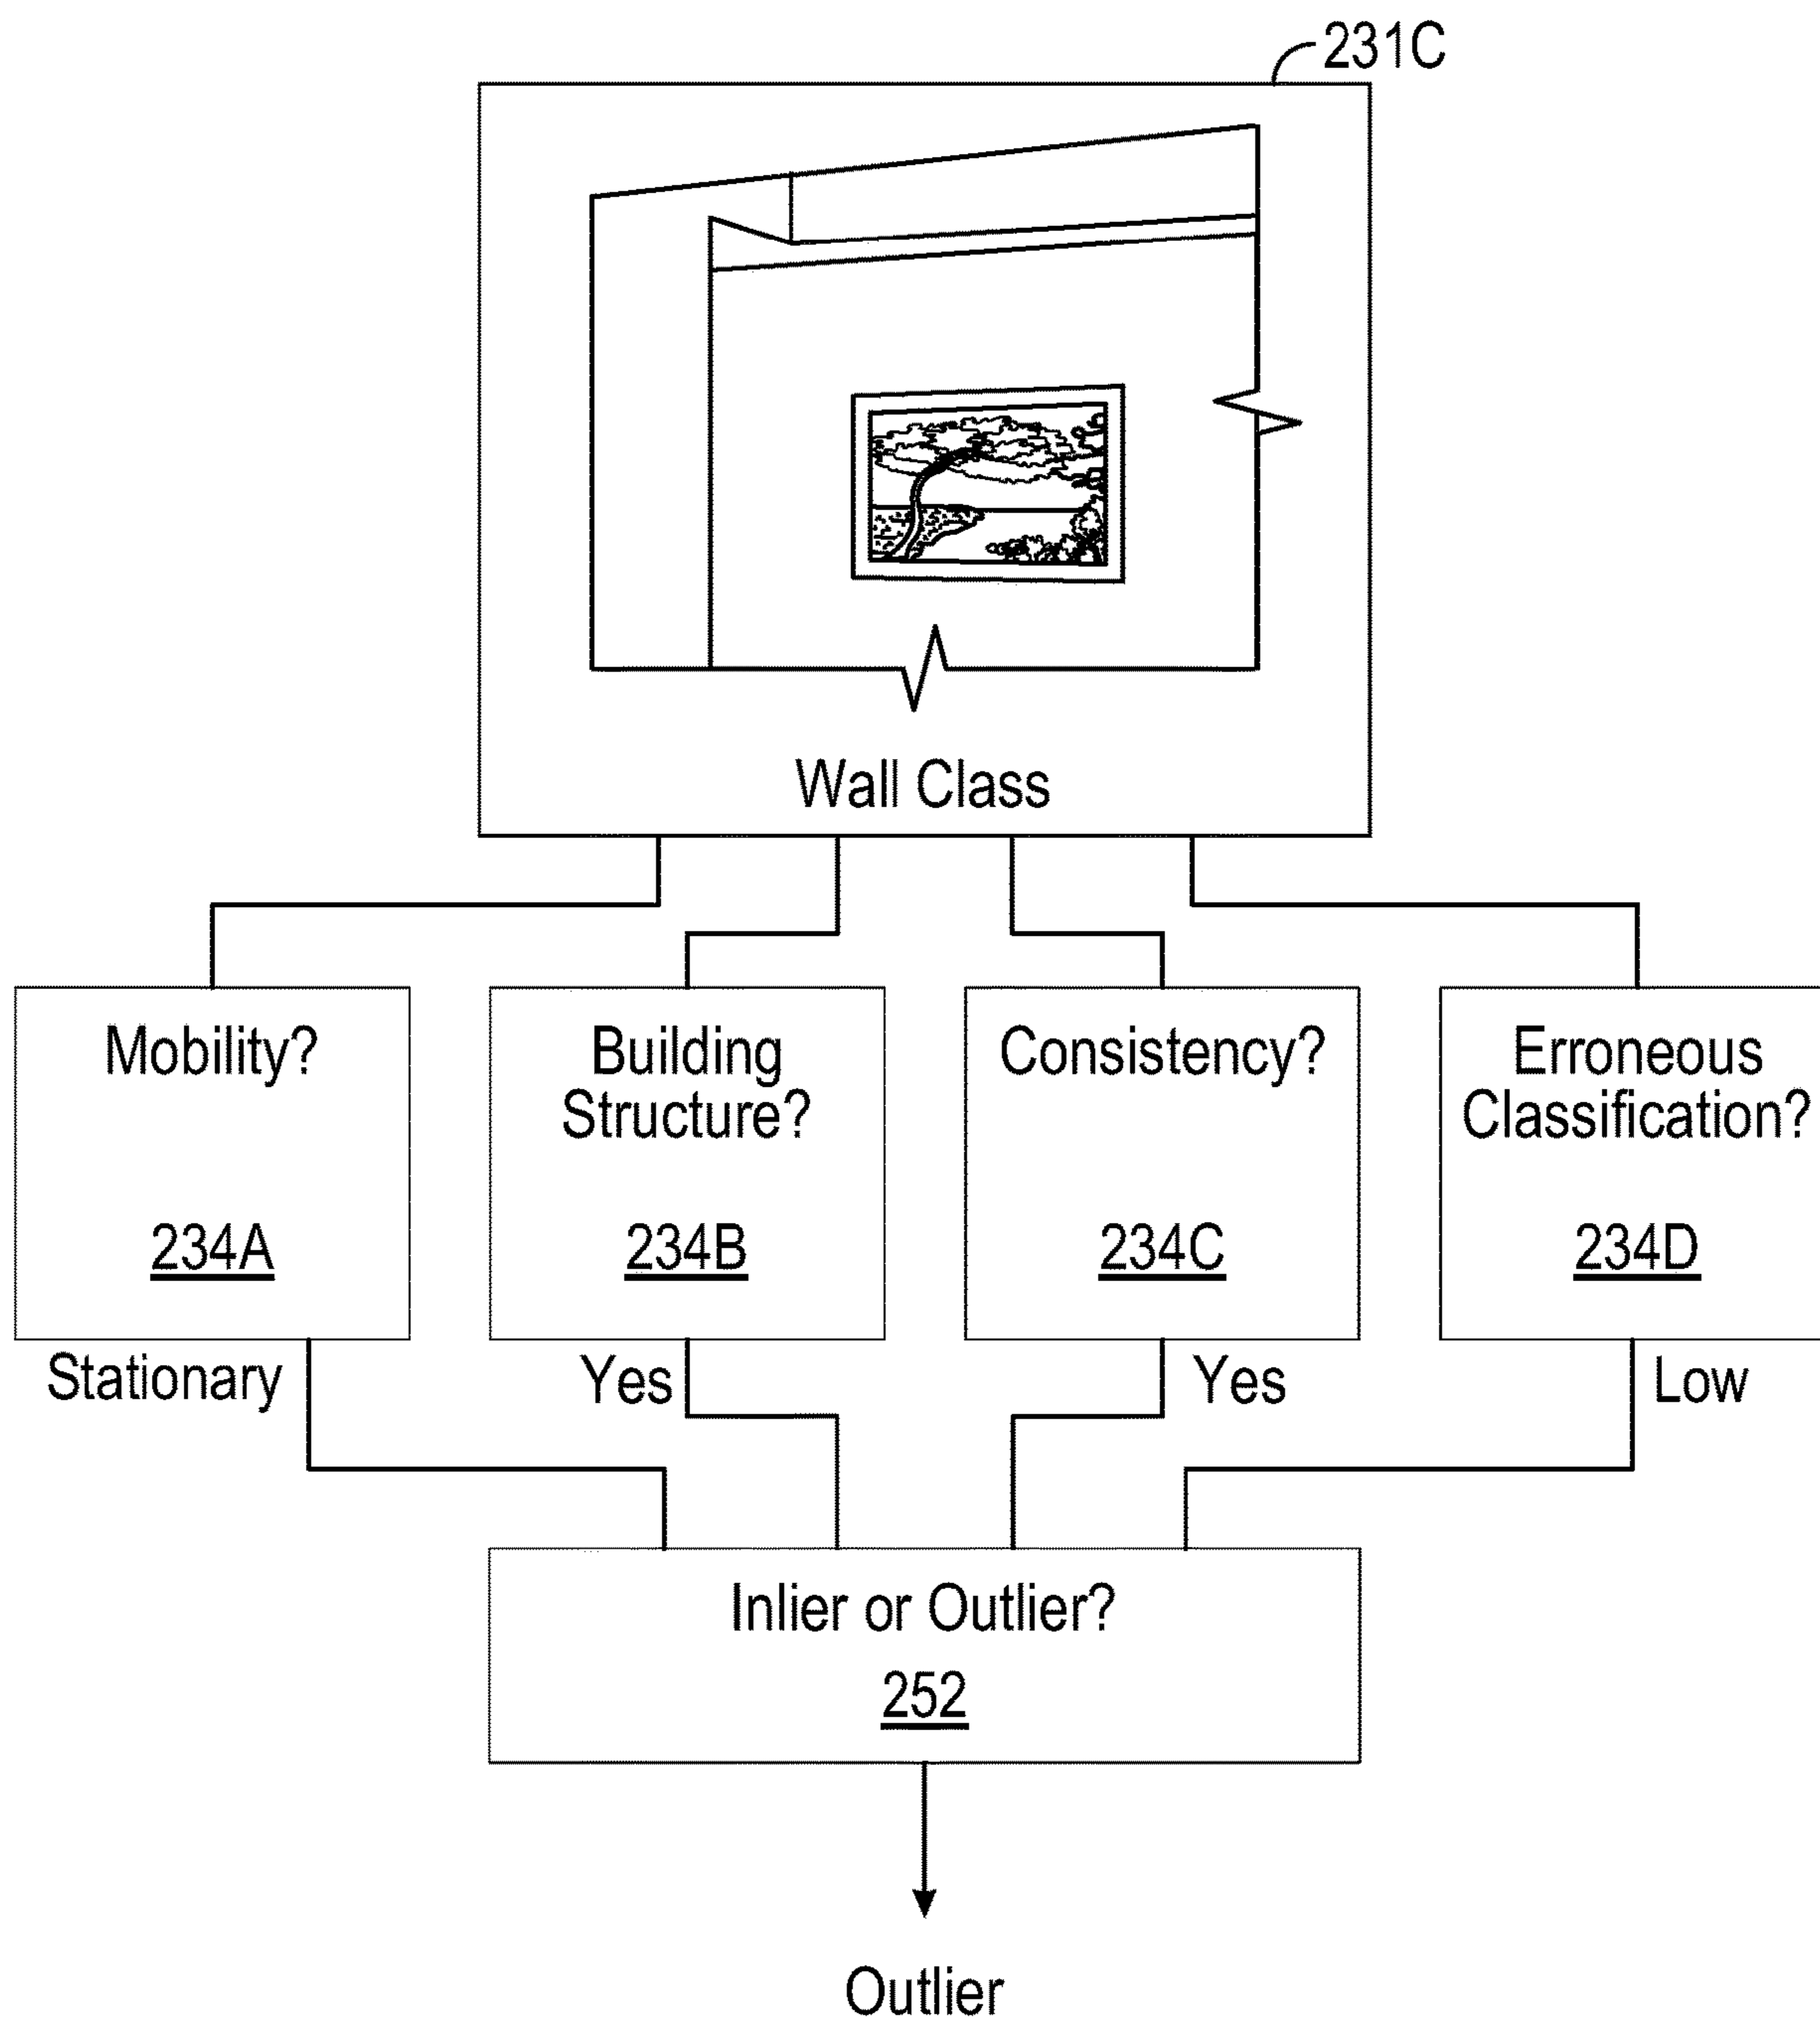 231C
Wall Class
Mobility?
234A
Building
Structure?
234B
Consistency?
234C
Erroneous
Classification?
234D
Stationary
Yes
Yes
Low
Inlier or Outlier?
252
Outlier